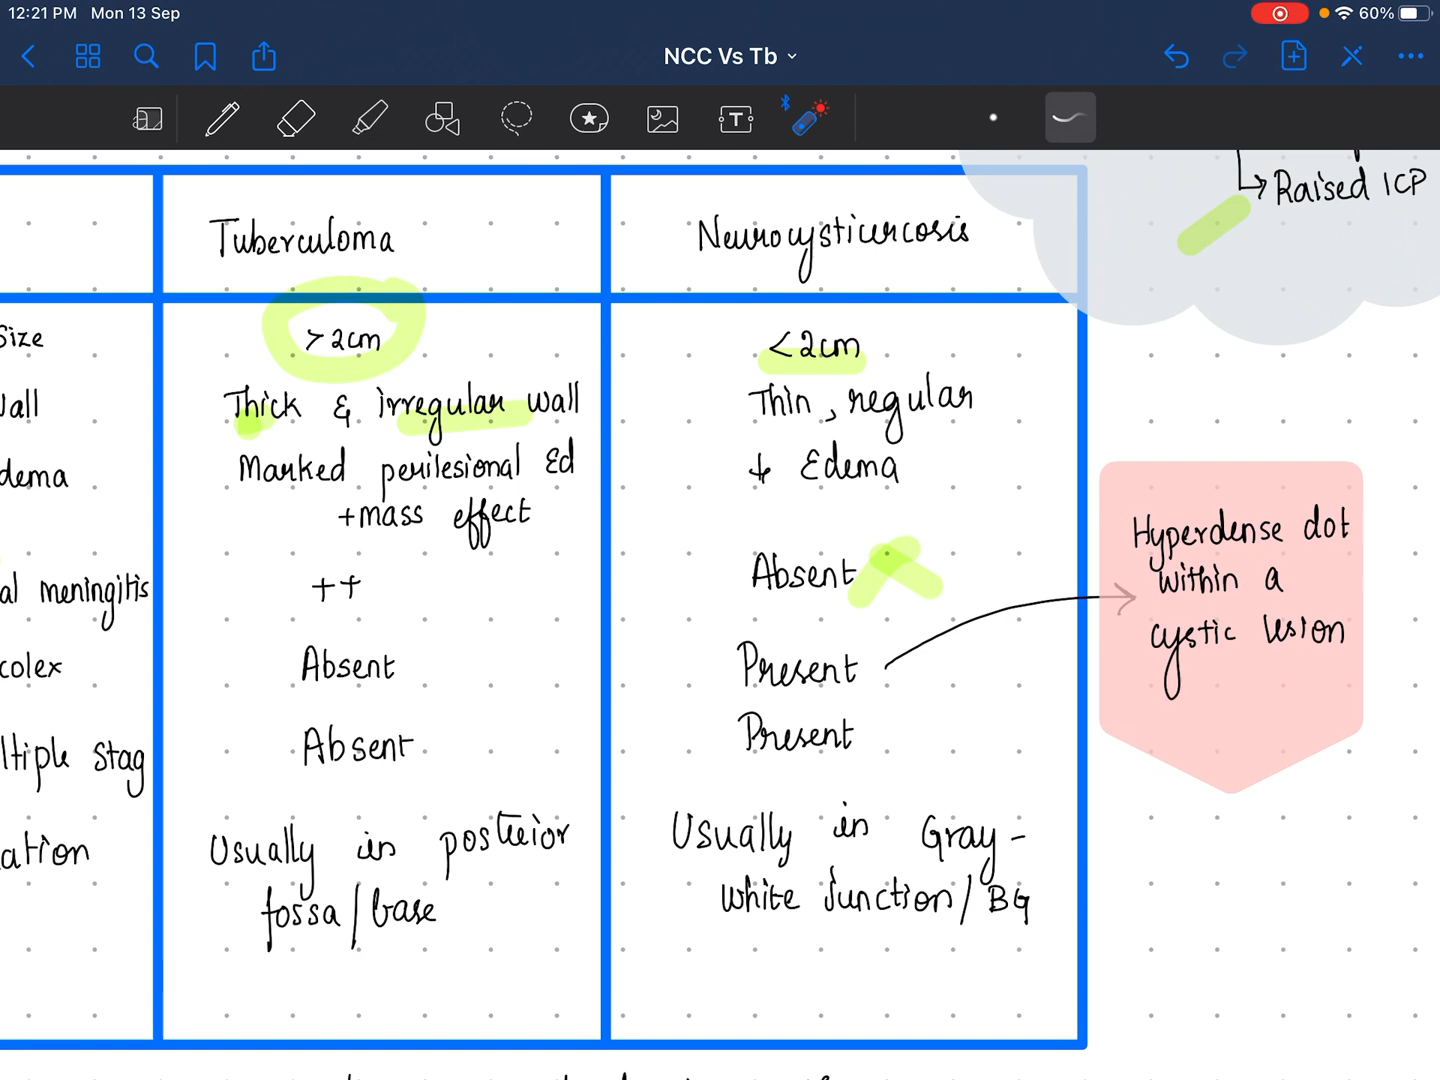 12:21 PM Mon 13 Sep
60%
NCC Vs Tb
Raised ICP
Tuberculoma
Neurocysticercosis
Size
>2cm
<2cm
Wall
Thick & irregular wall
Thin, regular
dema
Marked perilesional Ed
+mass effect
↓ Edema
al meningitis
++
Absent
colex
Absent
Present
ltiple stag
Absent
Present
ation
Usually in posterior
fossa/base
Usually in Gray-
white Junction/BG
Hyperdense dot
within a
cystic lesion